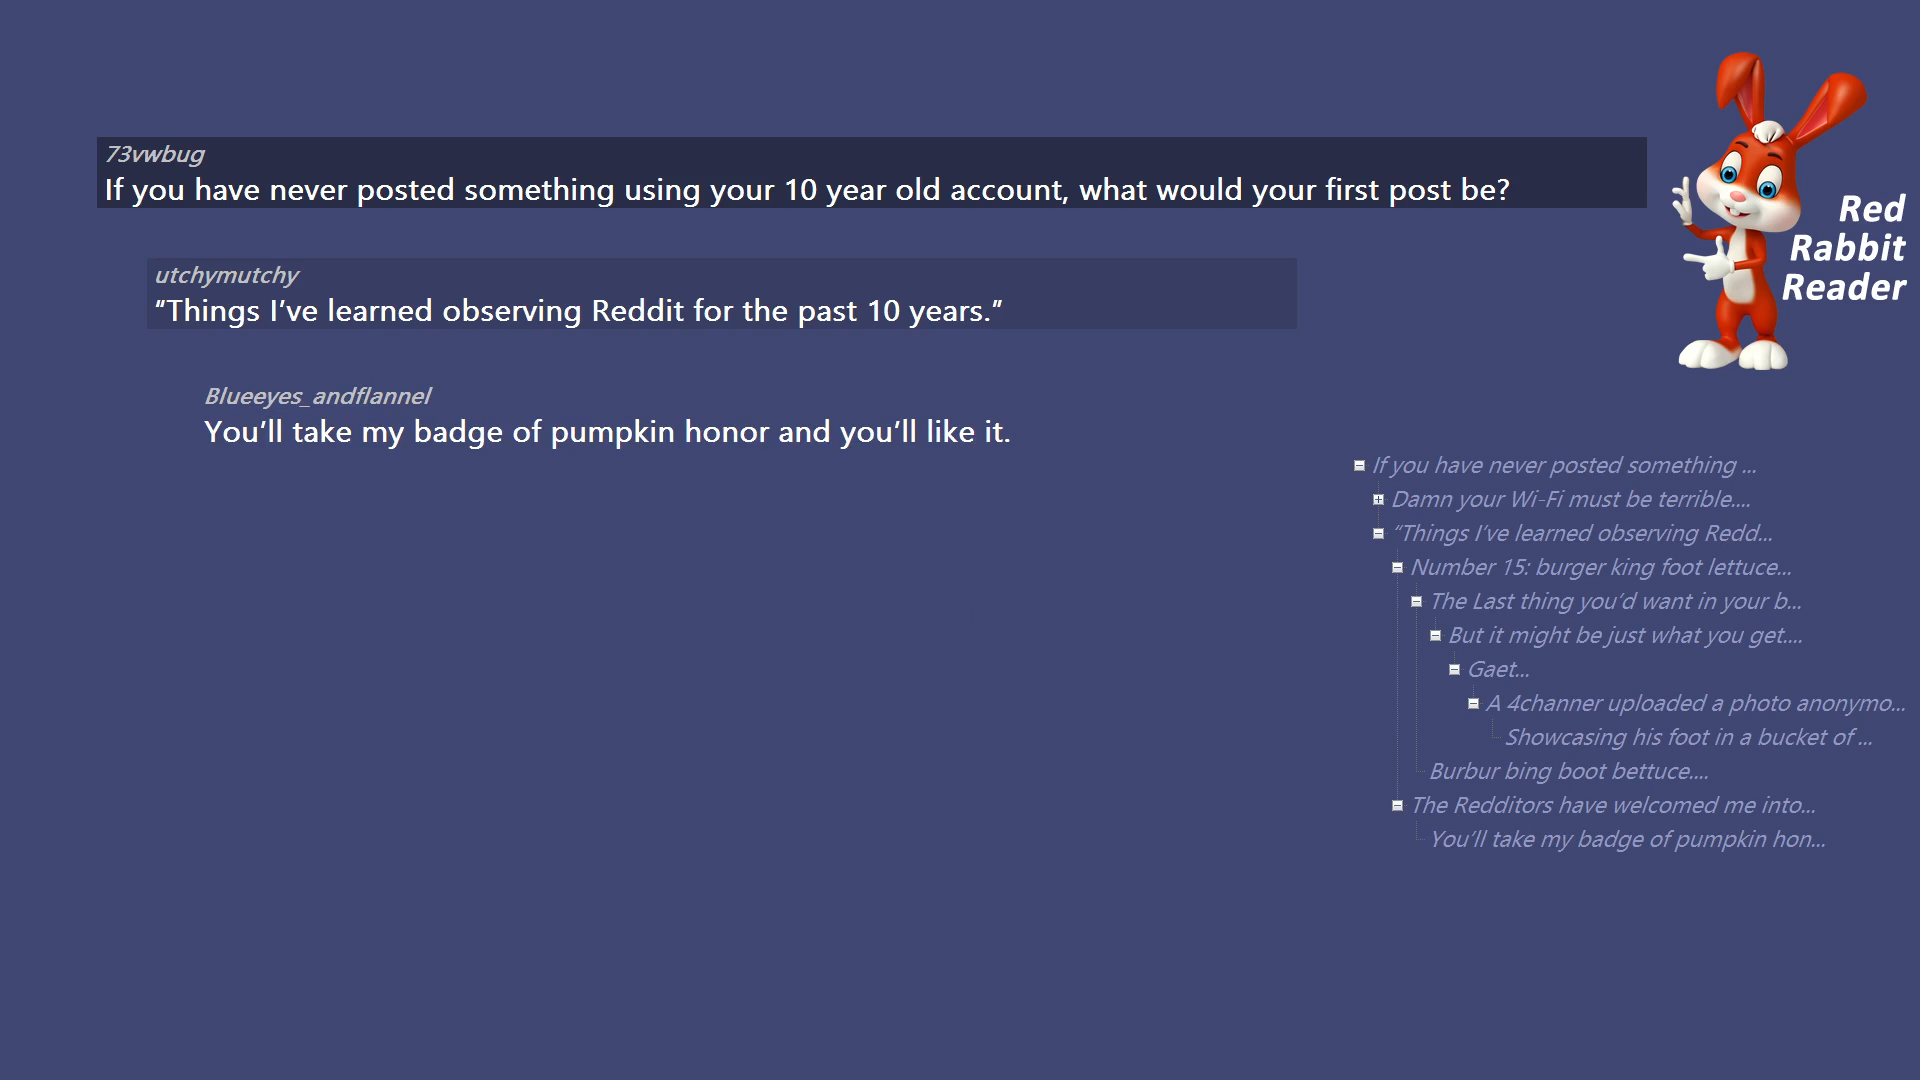 73vwbug
If you have never posted something using your 10 year old account, what would your first post be?
utchymutchy
"Things I've learned observing Reddit for the past 10 years."
Blueeyes_andflannel
You'll take my badge of pumpkin honor and you'll like it.
Red
Rabbit
Reader
If you have never posted something ...
Damn your Wi-Fi must be terrible....
"Things I've learned observing Redd...
Number 15: burger king foot lettuce...
The Last thing you'd want in your b...
But it might be just what you get....
Gaet...
A 4channer uploaded a photo anonymo...
Showcasing his foot in a bucket of ...
Burbur bing boot bettuce....
The Redditors have welcomed me into...
You'll take my badge of pumpkin hon...